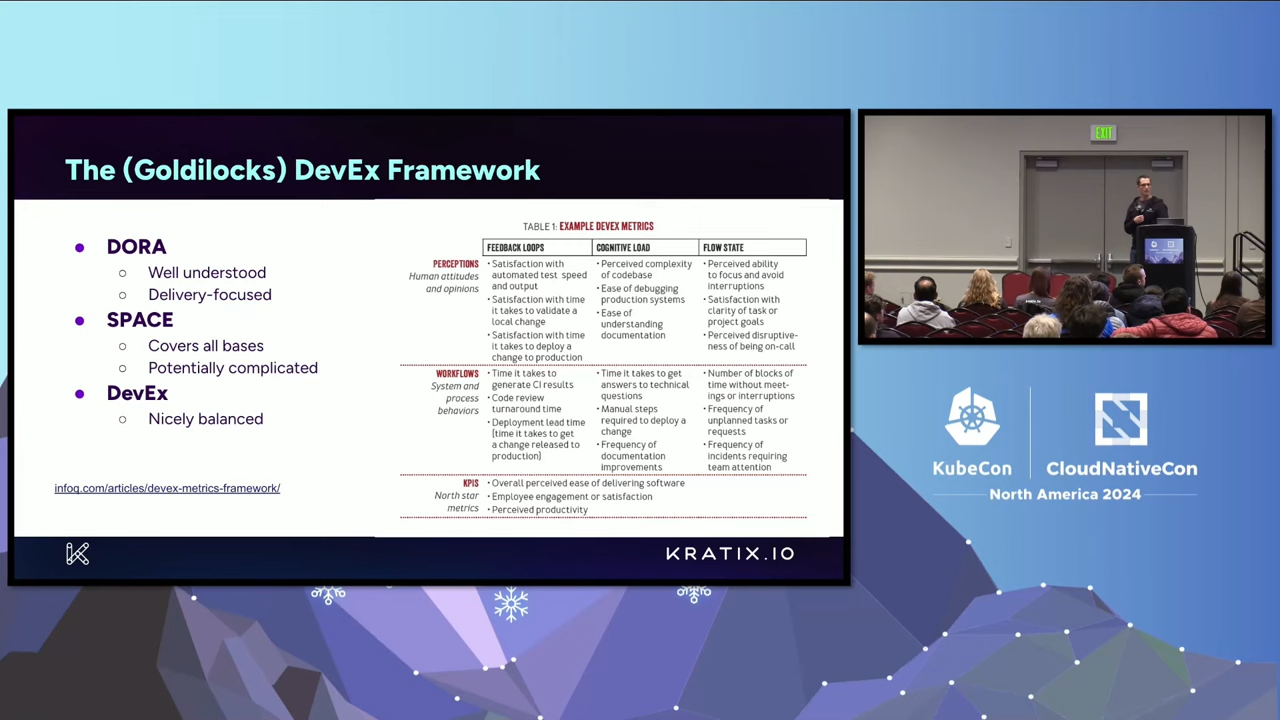 The (Goldilocks) DevEx Framework
● DORA
○ Well understood
○ Delivery-focused
● SPACE
○ Covers all bases
○ Potentially complicated
● DevEx
○ Nicely balanced
infoq.com/articles/devex-metrics-framework/
TABLE 1: EXAMPLE DEVEX METRICS
FEEDBACK LOOPS
COGNITIVE LOAD
FLOW STATE
PERCEPTIONS
Human attitudes
and opinions
• Satisfaction with
automated test speed
and output
• Satisfaction with time
it takes to validate a
local change
• Satisfaction with time
it takes to deploy a
change to production
• Perceived complexity
of codebase
• Ease of debugging
production systems
• Ease of
understanding
documentation
• Perceived ability
to focus and avoid
interruptions
• Satisfaction with
clarity of task or
project goals
• Perceived disruptive-
ness of being on-call
WORKFLOWS
System and
process
behaviors
• Time it takes to
generate CI results
• Code review
turnaround time
• Deployment lead time
[time it takes to get
a change released to
production]
• Time it takes to get
answers to technical
questions
• Manual steps
required to deploy a
change
• Frequency of
documentation
improvements
• Number of blocks of
time without meet-
ings or interruptions
• Frequency of
unplanned tasks or
requests
• Frequency of
incidents requiring
team attention
KPIS
North star
metrics
• Overall perceived ease of delivering software
• Employee engagement or satisfaction
• Perceived productivity
KRATIX.IO
EXIT
KubeCon
CloudNativeCon
North America 2024